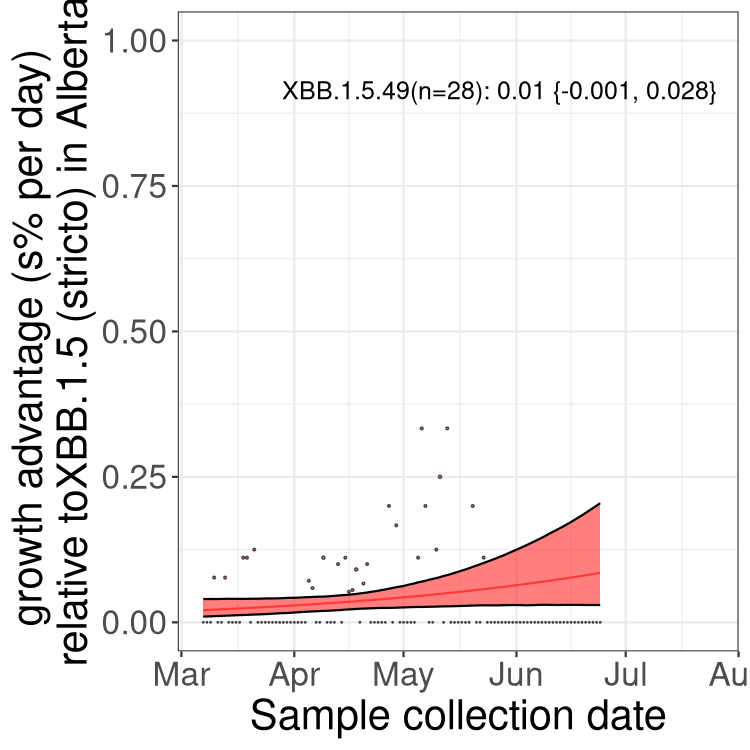 growth advantage (s% per day)
relative toXBB.1.5 (stricto) in Alberta
1.00
0.75
0.50
0.25
0.00
XBB.1.5.49(n=28): 0.01 {-0.001, 0.028}
Mar Apr May Jun Jul Au
Sample collection date